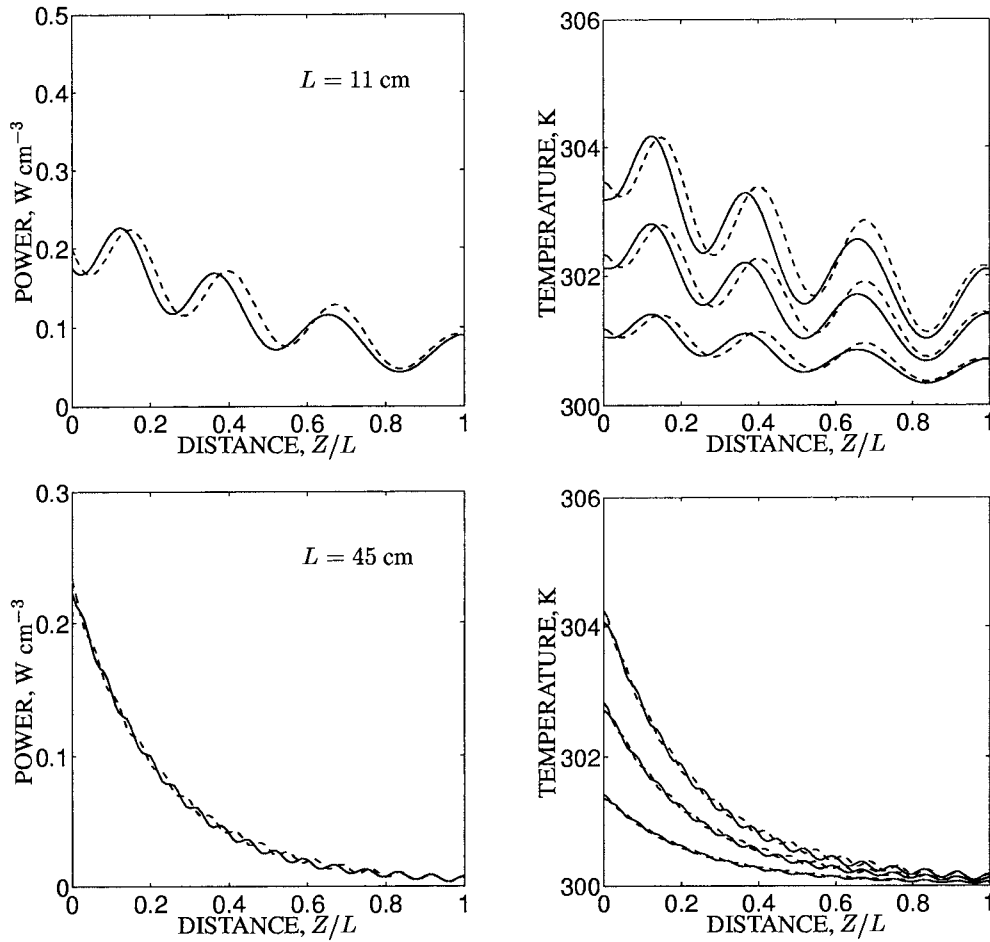 0.5
0.4
0.3
0.2
0.1
0
POWER, W cm−3
L = 11 cm
0 0.2 0.4 0.6 0.8 1
DISTANCE, Z/L
306
304
302
300
TEMPERATURE, K
0 0.2 0.4 0.6 0.8 1
DISTANCE, Z/L
0.3
0.2
0.1
0
POWER, W cm−3
L = 45 cm
0 0.2 0.4 0.6 0.8 1
DISTANCE, Z/L
306
304
302
300
TEMPERATURE, K
0 0.2 0.4 0.6 0.8 1
DISTANCE, Z/L